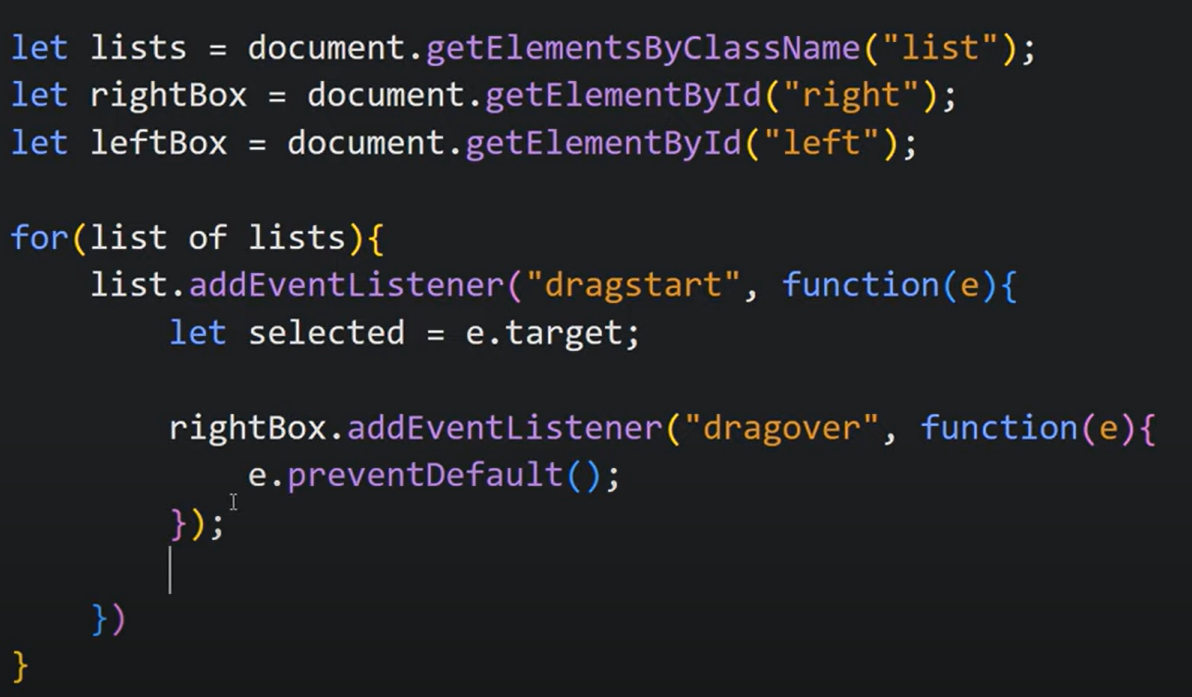 let lists = document.getElementsByClassName("list");
let rightBox = document.getElementById("right");
let leftBox = document.getElementById("left");
for(list of lists){
list.addEventListener("dragstart", function(e){
let selected = e.target;
rightBox.addEventListener("dragover", function(e){
e.preventDefault();
});
})
}